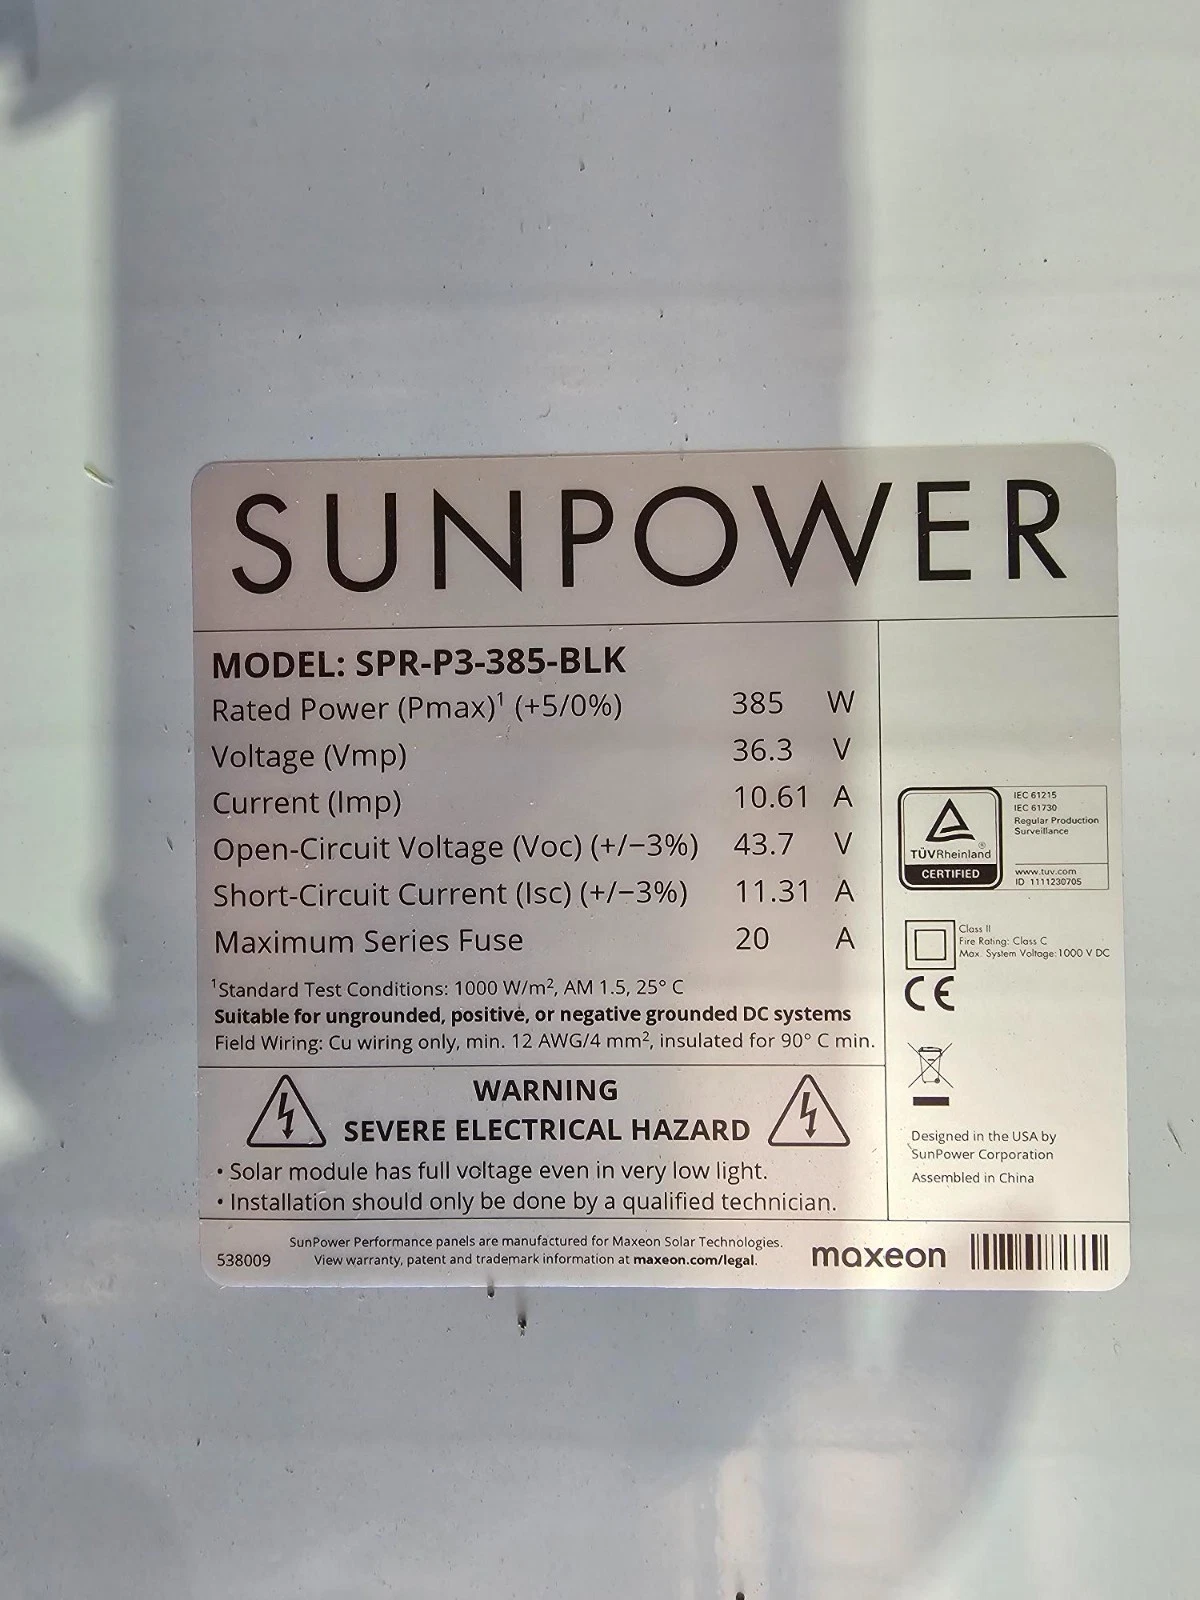 SUNPOWER
MODEL: SPR-P3-385-BLK
Rated Power (Pmax)¹ (+5/0%) 385 W
Voltage (Vmp) 36.3 V
Current (Imp) 10.61 A
Open-Circuit Voltage (Voc) (+/−3%) 43.7 V
Short-Circuit Current (Isc) (+/−3%) 11.31 A
Maximum Series Fuse 20 A
¹Standard Test Conditions: 1000 W/m², AM 1.5, 25° C
Suitable for ungrounded, positive, or negative grounded DC systems
Field Wiring: Cu wiring only, min. 12 AWG/4 mm², insulated for 90° C min.
WARNING
SEVERE ELECTRICAL HAZARD
• Solar module has full voltage even in very low light.
• Installation should only be done by a qualified technician.
TÜVRheinland®
CERTIFIED
IEC 61215
IEC 61730
Regular Production
Surveillance
www.tuv.com
ID 1111230705
Class II
Fire Rating: Class C
Max. System Voltage: 1000 V DC
CE
Designed in the USA by
SunPower Corporation
Assembled in China
538009
SunPower Performance panels are manufactured for Maxeon Solar Technologies.
View warranty, patent and trademark information at maxeon.com/legal.
maxeon